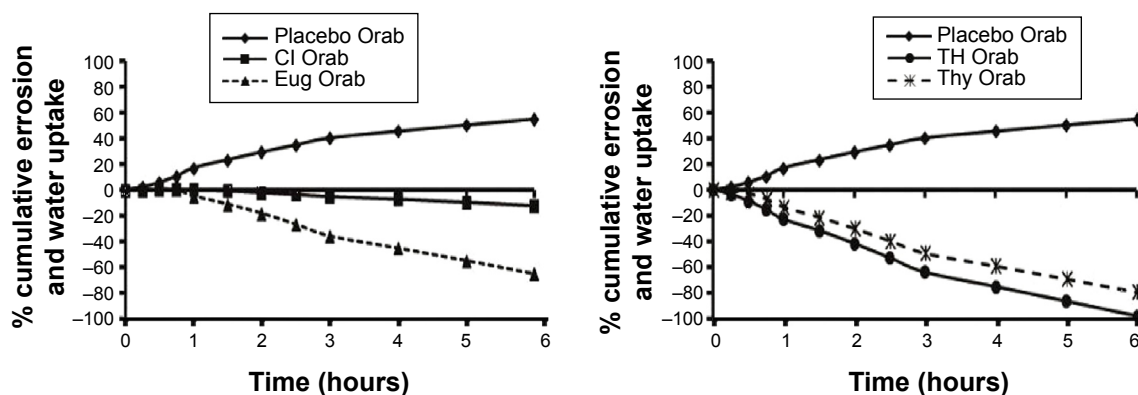 Placebo Orab
CI Orab
Eug Orab
% cumulative errosion
and water uptake
100
80
60
40
20
0
–20
–40
–60
–80
–100
0 1 2 3 4 5 6
Time (hours)
Placebo Orab
TH Orab
Thy Orab
% cumulative errosion
and water uptake
100
80
60
40
20
0
–20
–40
–60
–80
–100
0 1 2 3 4 5 6
Time (hours)